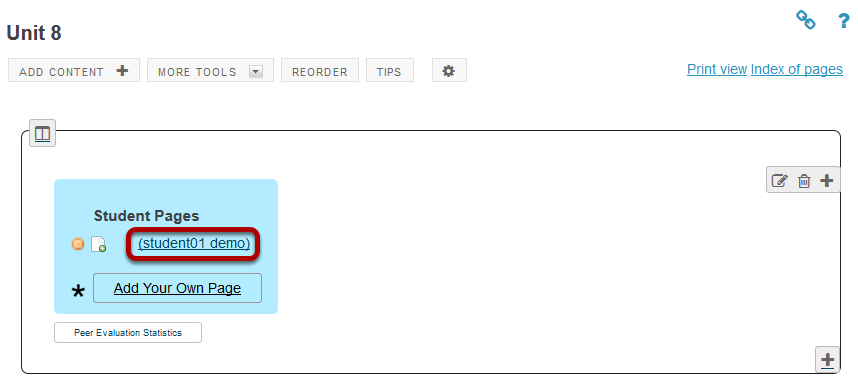 Unit 8
?
ADD CONTENT +
MORE TOOLS
REORDER
TIPS
Print view Index of pages
Student Pages
(student01 demo)
* Add Your Own Page
Peer Evaluation Statistics